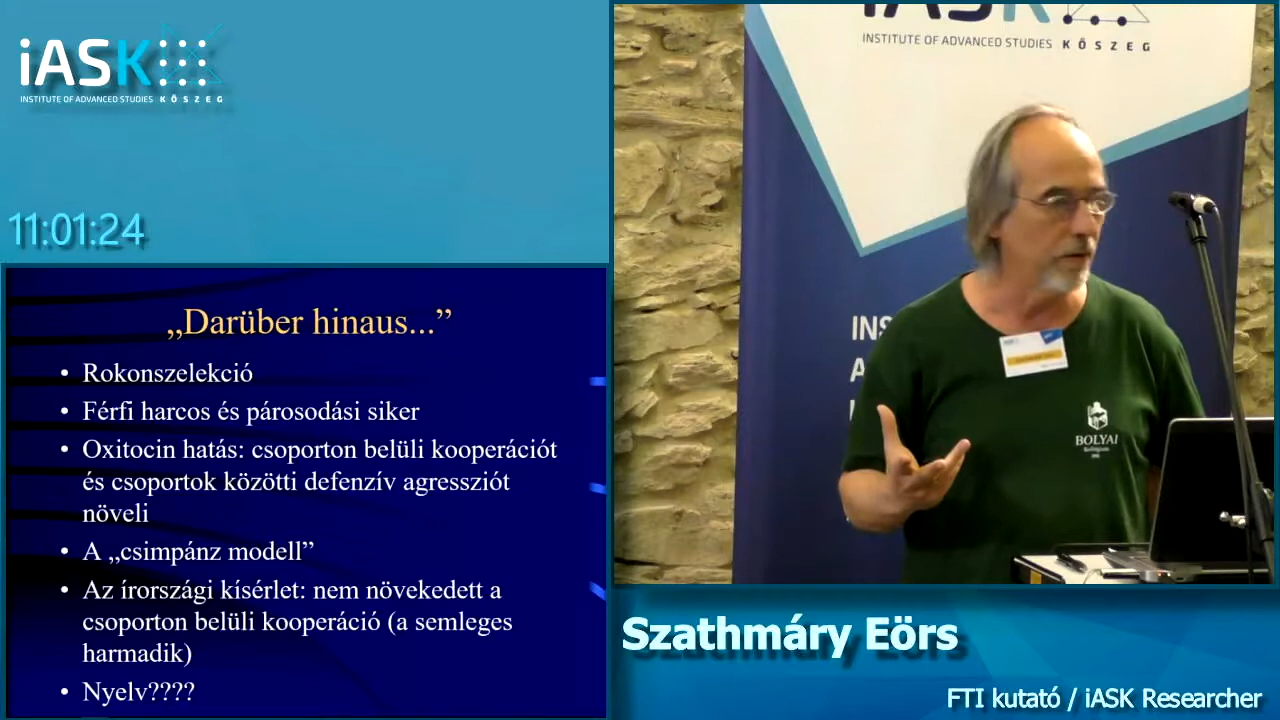 iASK
INSTITUTE OF ADVANCED STUDIES KŐSZEG
11:01:24
„Darüber hinaus...”
• Rokonszelekció
• Férfi harcos és párosodási siker
• Oxitocin hatás: csoporton belüli kooperációt
és csoportok közötti defenzív agressziót
növeli
• A „csimpánz modell”
• Az írországi kísérlet: nem növekedett a
csoporton belüli kooperáció (a semleges
harmadik)
• Nyelv????
iASK
INSTITUTE OF ADVANCED STUDIES KŐSZEG
INS
A
BOLYAI
Szathmáry Eörs
FTI kutató / iASK Researcher